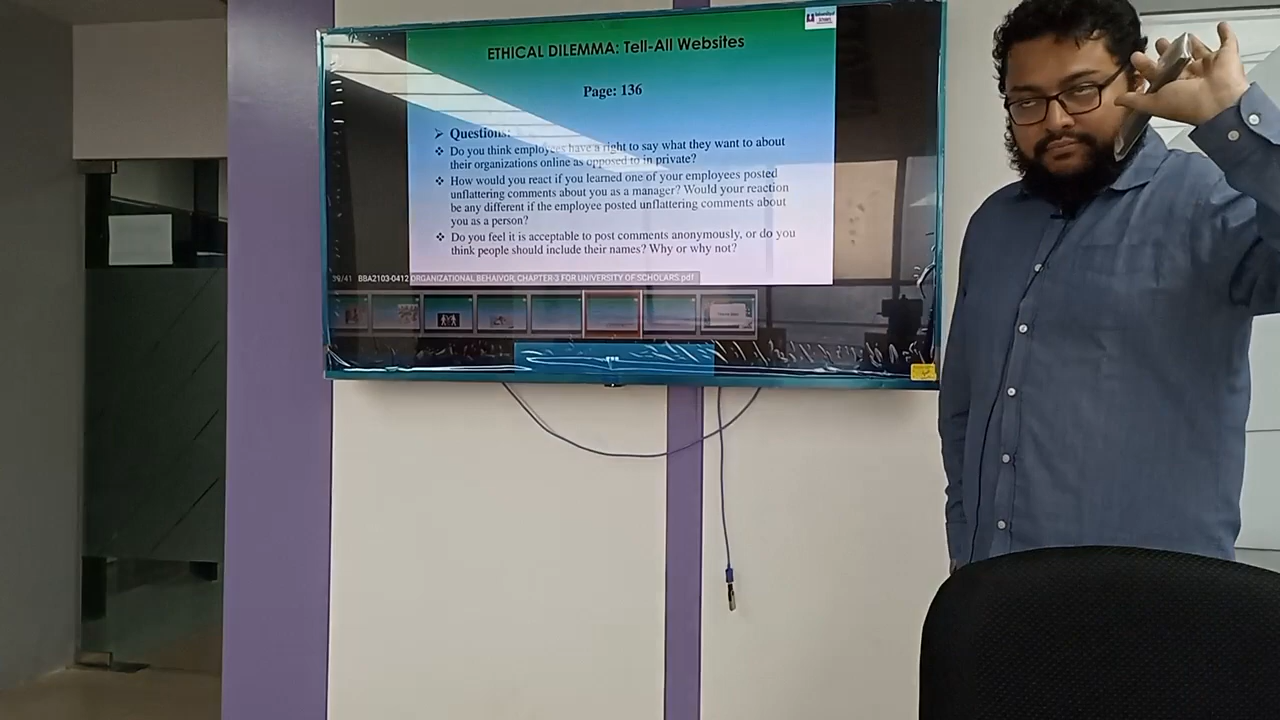 ETHICAL DILEMMA: Tell-All Websites
Page: 136
➢ Questions:
❖ Do you think employees have a right to say what they want to about
their organizations online as opposed to in private?
❖ How would you react if you learned one of your employees posted
unflattering comments about you as a manager? Would your reaction
be any different if the employee posted unflattering comments about
you as a person?
❖ Do you feel it is acceptable to post comments anonymously, or do you
think people should include their names? Why or why not?
39/41 BBA2103-0412 ORGANIZATIONAL BEHAIVOR, CHAPTER-3 FOR UNIVERSITY OF SCHOLARS.pdf